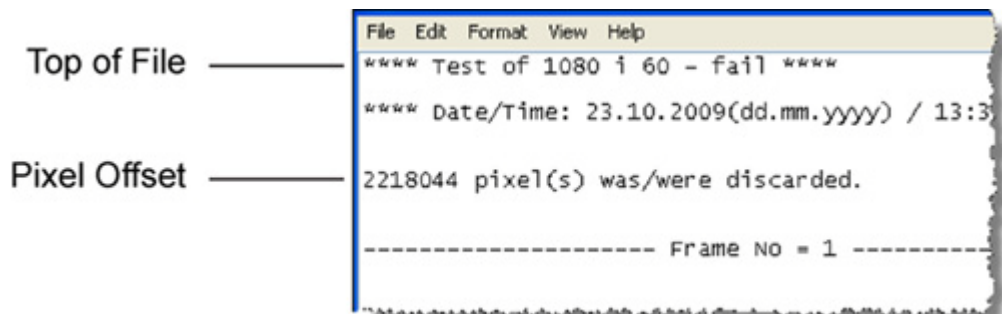 File Edit Format View Help
Top of File
**** Test of 1080 i 60 - fail ****
**** Date/Time: 23.10.2009(dd.mm.yyyy) / 13:3
Pixel Offset
2218044 pixel(s) was/were discarded.
--------------------- Frame No = 1 ----------